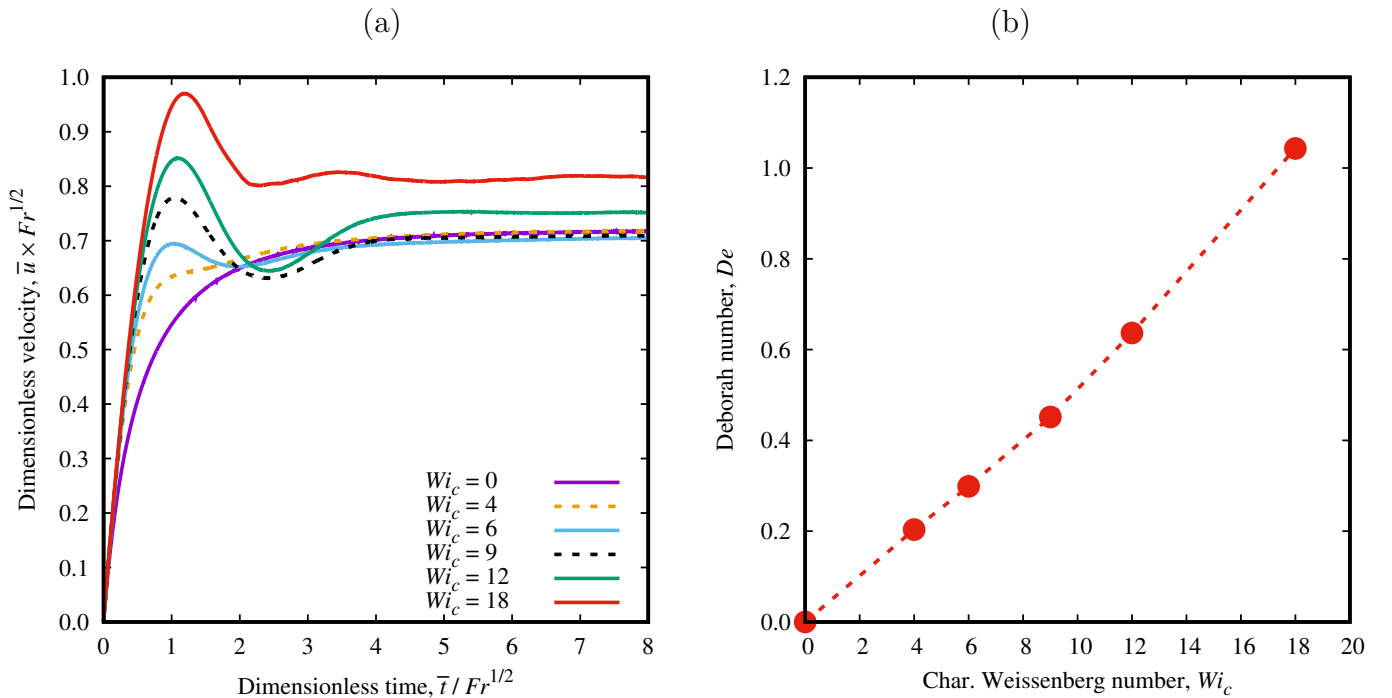 (a)
1.0
0.9
0.8
0.7
0.6
0.5
0.4
0.3
0.2
0.1
0.0
Dimensionless velocity, u̅ × Fr^{1/2}
Wi_c = 0
Wi_c = 4
Wi_c = 6
Wi_c = 9
Wi_c = 12
Wi_c = 18
0 1 2 3 4 5 6 7 8
Dimensionless time, t̅ / Fr^{1/2}
(b)
1.2
1.0
0.8
0.6
0.4
0.2
0.0
Deborah number, De
0 2 4 6 8 10 12 14 16 18 20
Char. Weissenberg number, Wi_c